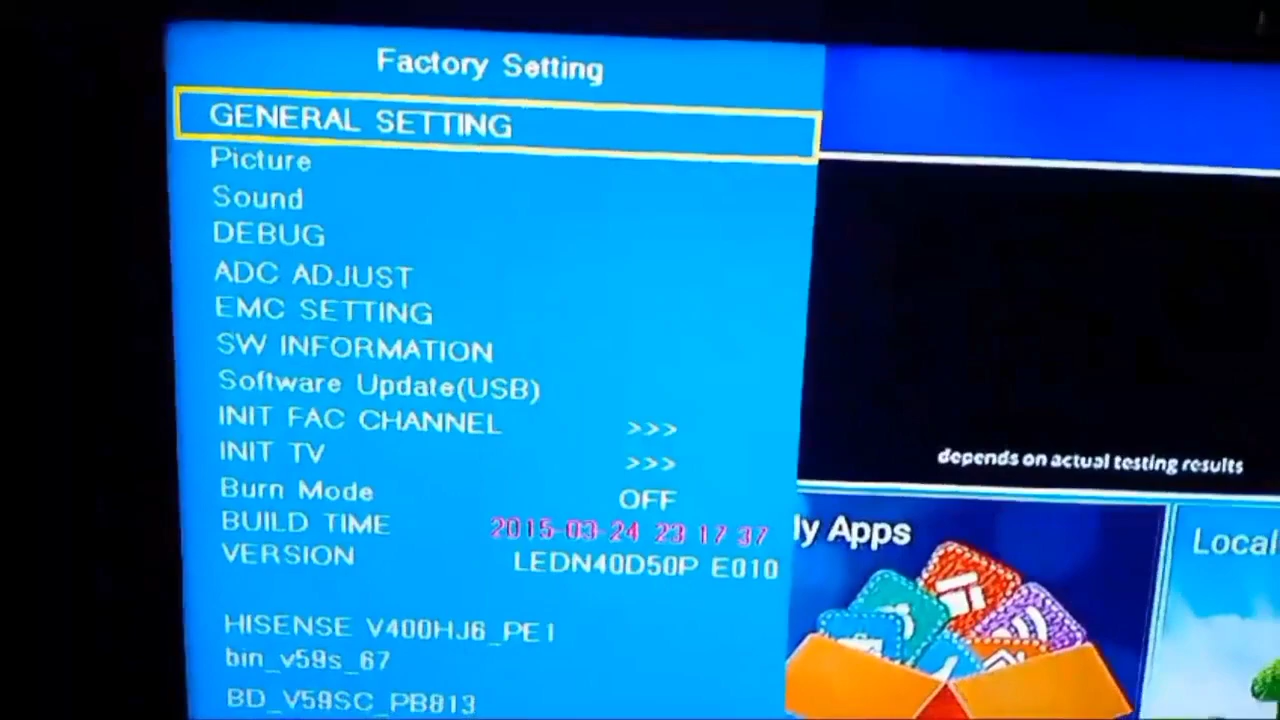 Factory Setting
GENERAL SETTING
Picture
Sound
DEBUG
ADC ADJUST
EMC SETTING
SW INFORMATION
Software Update(USB)
INIT FAC CHANNEL >>>
INIT TV >>>
Burn Mode OFF
BUILD TIME 2015-03-24 23 17 37
VERSION LEDN40D50P E010
HISENSE V400HJ6_PE1
bin_v59s_67
BD_V59SC_PB813
depends on actual testing results
ly Apps
Local